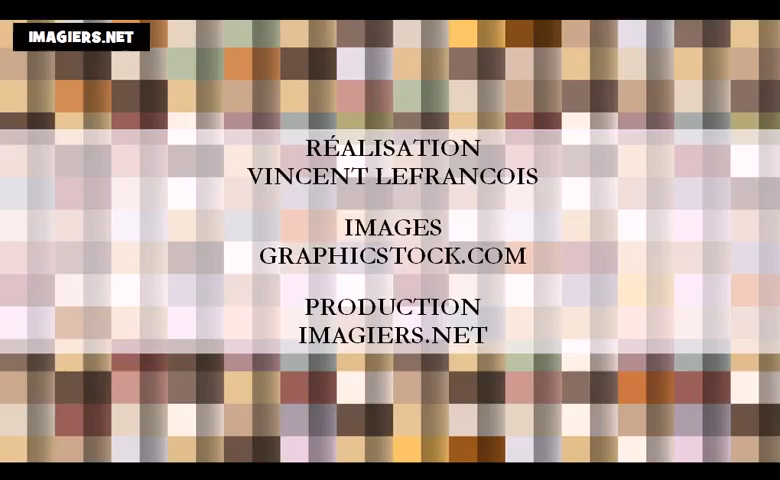 IMAGIERS.NET
RÉALISATION
VINCENT LEFRANCOIS
IMAGES
GRAPHICSTOCK.COM
PRODUCTION
IMAGIERS.NET